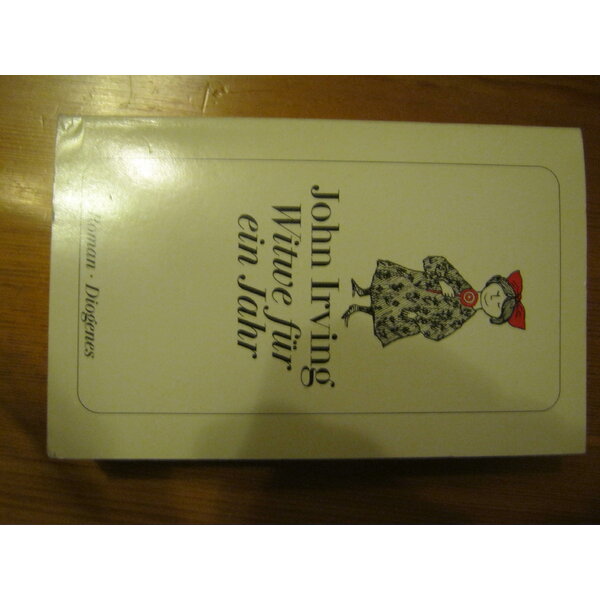 John Irving
Witwe für
ein Jahr
Roman · Diogenes